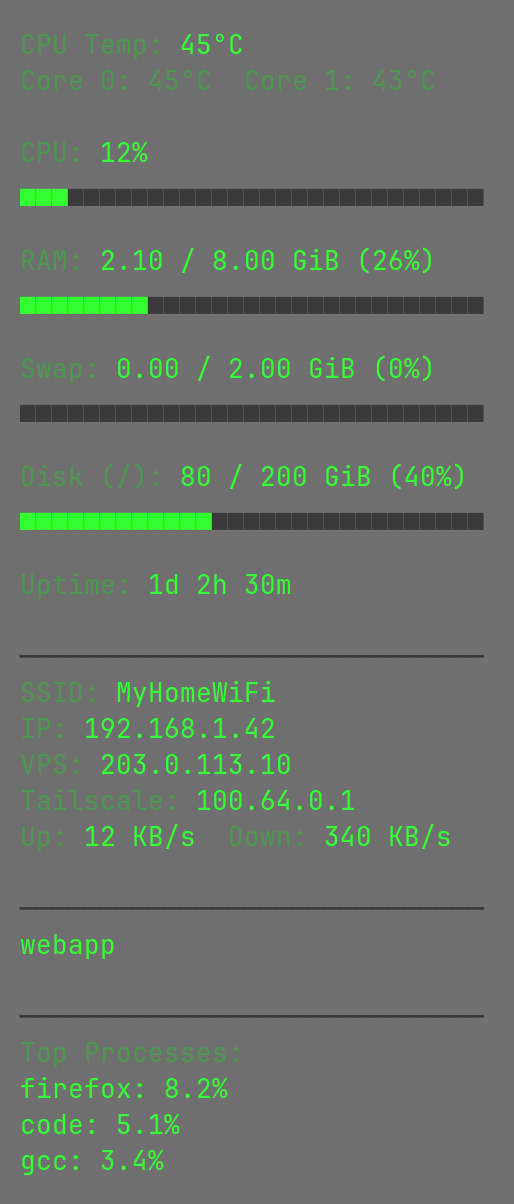 CPU Temp: 45°C
Core 0: 45°C  Core 1: 43°C
CPU: 12%
RAM: 2.10 / 8.00 GiB (26%)
Swap: 0.00 / 2.00 GiB (0%)
Disk (/): 80 / 200 GiB (40%)
Uptime: 1d 2h 30m
SSID: MyHomeWiFi
IP: 192.168.1.42
VPS: 203.0.113.10
Tailscale: 100.64.0.1
Up: 12 KB/s  Down: 340 KB/s
webapp
Top Processes:
firefox: 8.2%
code: 5.1%
gcc: 3.4%